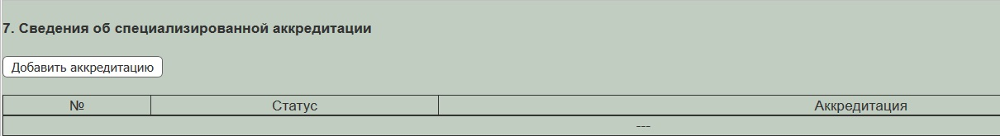 7. Сведения об специализированной аккредитации
Добавить аккредитацию
№ Статус Аккредитация
---